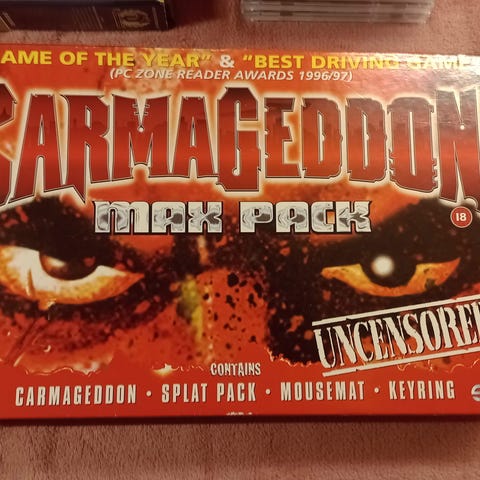 AME OF THE YEAR" & "BEST DRIVING GAME
(PC ZONE READER AWARDS 1996/97)
CARMAGEDDON
MAX PACK
18
UNCENSORED
CONTAINS
CARMAGEDDON · SPLAT PACK · MOUSEMAT · KEYRING